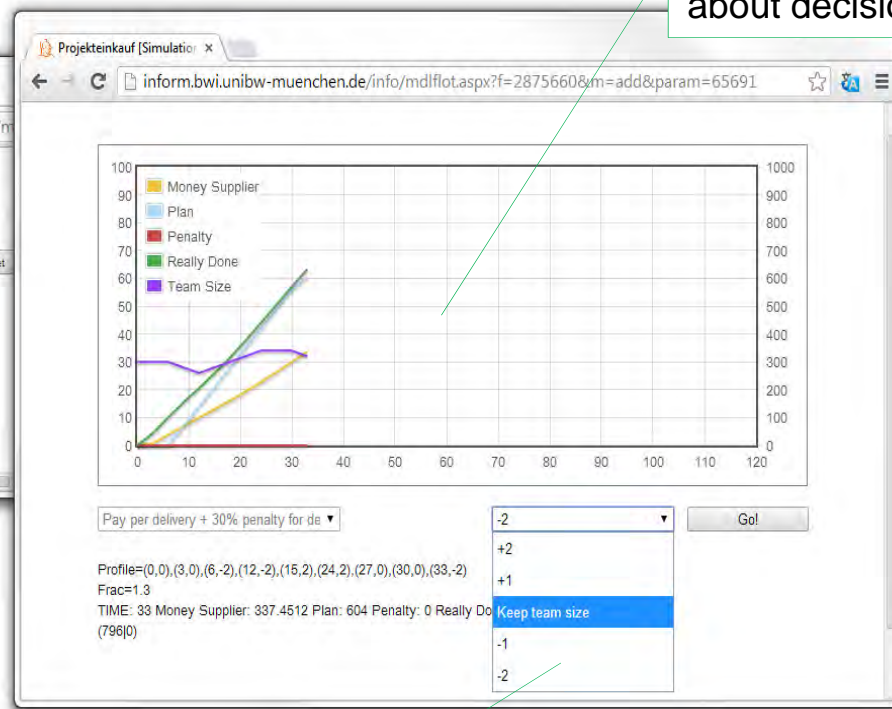 about decisio
Projekteinkauf [Simulation
inform.bwi.unibw-muenchen.de/info/mdlflot.aspx?f=2875660&m=add&param=65691
100
90
80
70
60
50
40
30
20
10
0
Money Supplier
Plan
Penalty
Really Done
Team Size
1000
900
800
700
600
500
400
300
200
100
0
0 10 20 30 40 50 60 70 80 90 100 110 120
Pay per delivery + 30% penalty for de
-2
Go!
+2
+1
Keep team size
-1
-2
Profile=(0,0),(3,0),(6,-2),(12,-2),(15,2),(24,2),(27,0),(30,0),(33,-2)
Frac=1.3
TIME: 33 Money Supplier: 337.4512 Plan: 604 Penalty: 0 Really Do
(796|0)